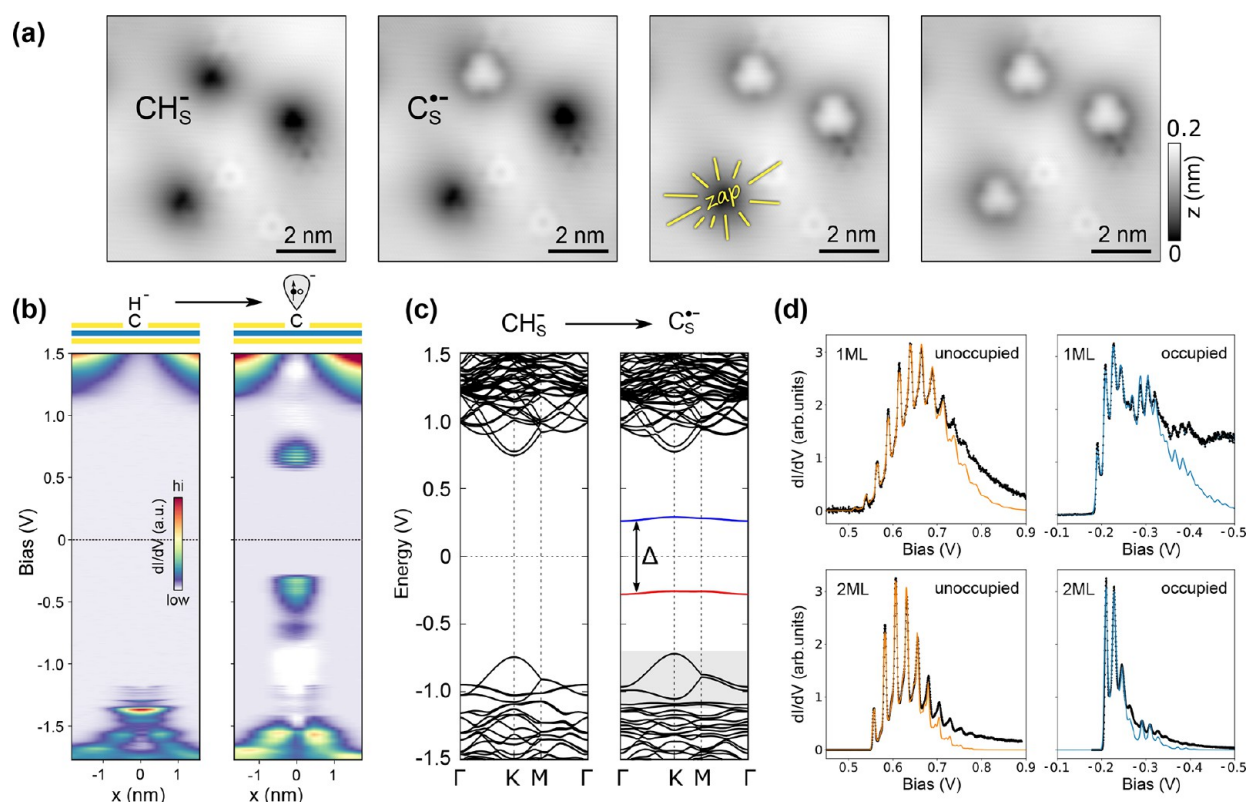 (a)
CH⁻S
C•⁻S
zap
2 nm
2 nm
2 nm
2 nm
0.2
z (nm)
0
(b)
H⁻
C
-
C
1.5
1.0
0.5
0
-0.5
-1.0
-1.5
Bias (V)
hi
dI/dV (a.u.)
low
-1 0 1
x (nm)
-1 0 1
x (nm)
(c)
CH⁻S
C•⁻S
1.5
1.0
0.5
0
-0.5
-1.0
-1.5
Energy (V)
Δ
Γ K M Γ
Γ K M Γ
(d)
1ML unoccupied
3
2
1
0
dI/dV (arb.units)
0.5 0.6 0.7 0.8 0.9
Bias (V)
1ML occupied
-0.1 -0.2 -0.3 -0.4 -0.5
Bias (V)
2ML unoccupied
3
2
1
0
dI/dV (arb.units)
0.5 0.6 0.7 0.8 0.9
Bias (V)
2ML occupied
-0.1 -0.2 -0.3 -0.4 -0.5
Bias (V)